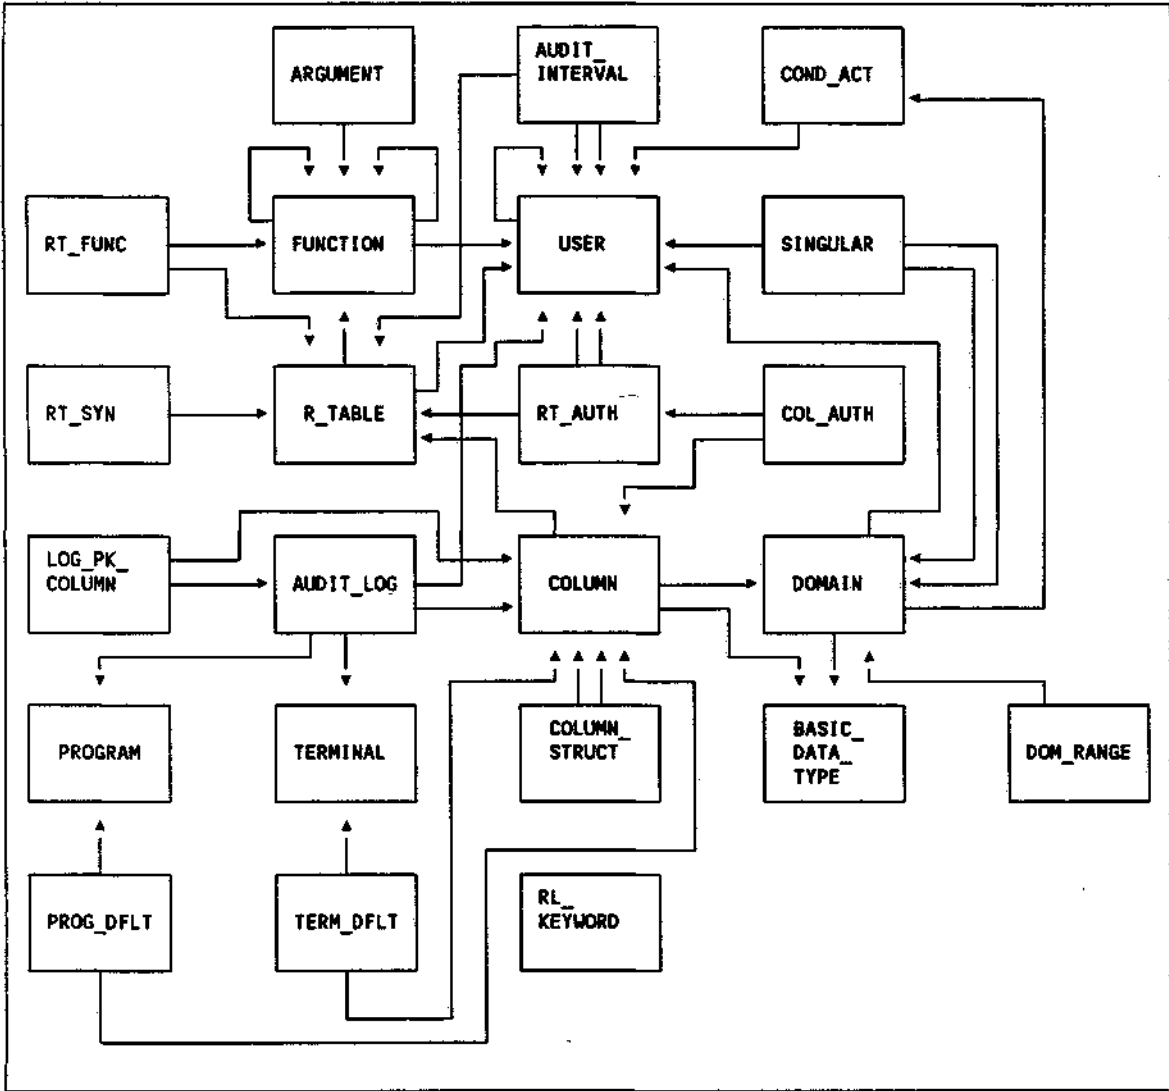 ARGUMENT
AUDIT_
INTERVAL
COND_ACT
RT_FUNC
FUNCTION
USER
SINGULAR
RT_SYN
R_TABLE
RT_AUTH
COL_AUTH
LOG_PK_
COLUMN
AUDIT_LOG
COLUMN
DOMAIN
PROGRAM
TERMINAL
COLUMN_
STRUCT
BASIC_
DATA_
TYPE
DOM_RANGE
PROG_DFLT
TERM_DFLT
RL_
KEYWORD